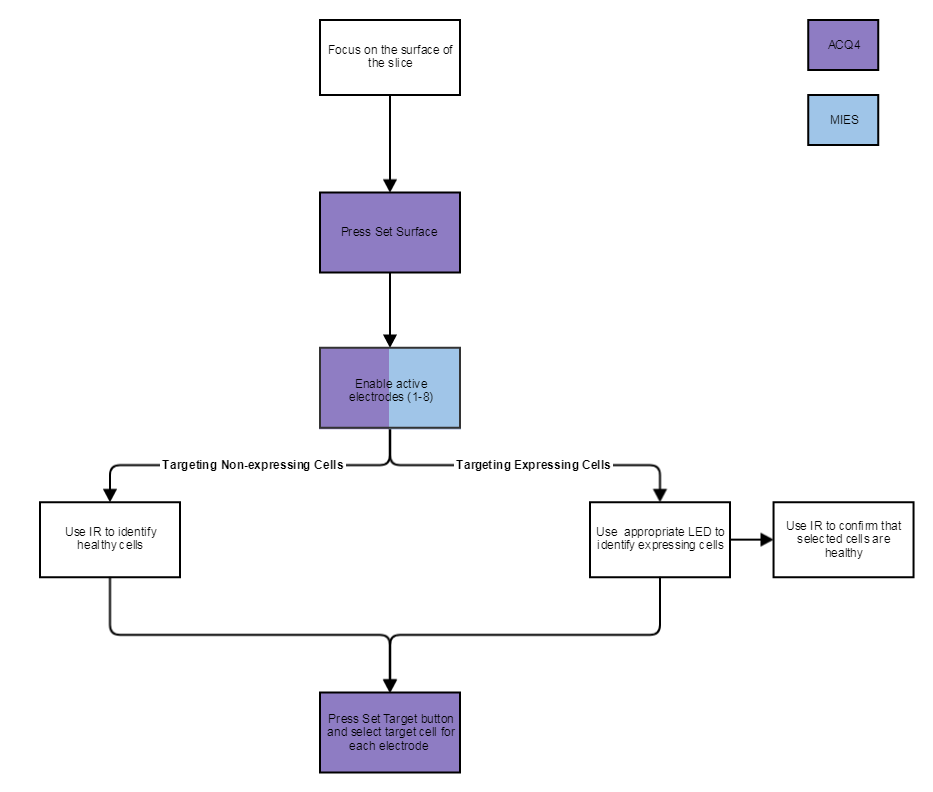 Focus on the surface of
the slice
ACQ4
MIES
Press Set Surface
Enable active
electrodes (1-8)
Targeting Non-expressing Cells
Targeting Expressing Cells
Use IR to identify
healthy cells
Use appropriate LED to
identify expressing cells
Use IR to confirm that
selected cells are
healthy
Press Set Target button
and select target cell for
each electrode